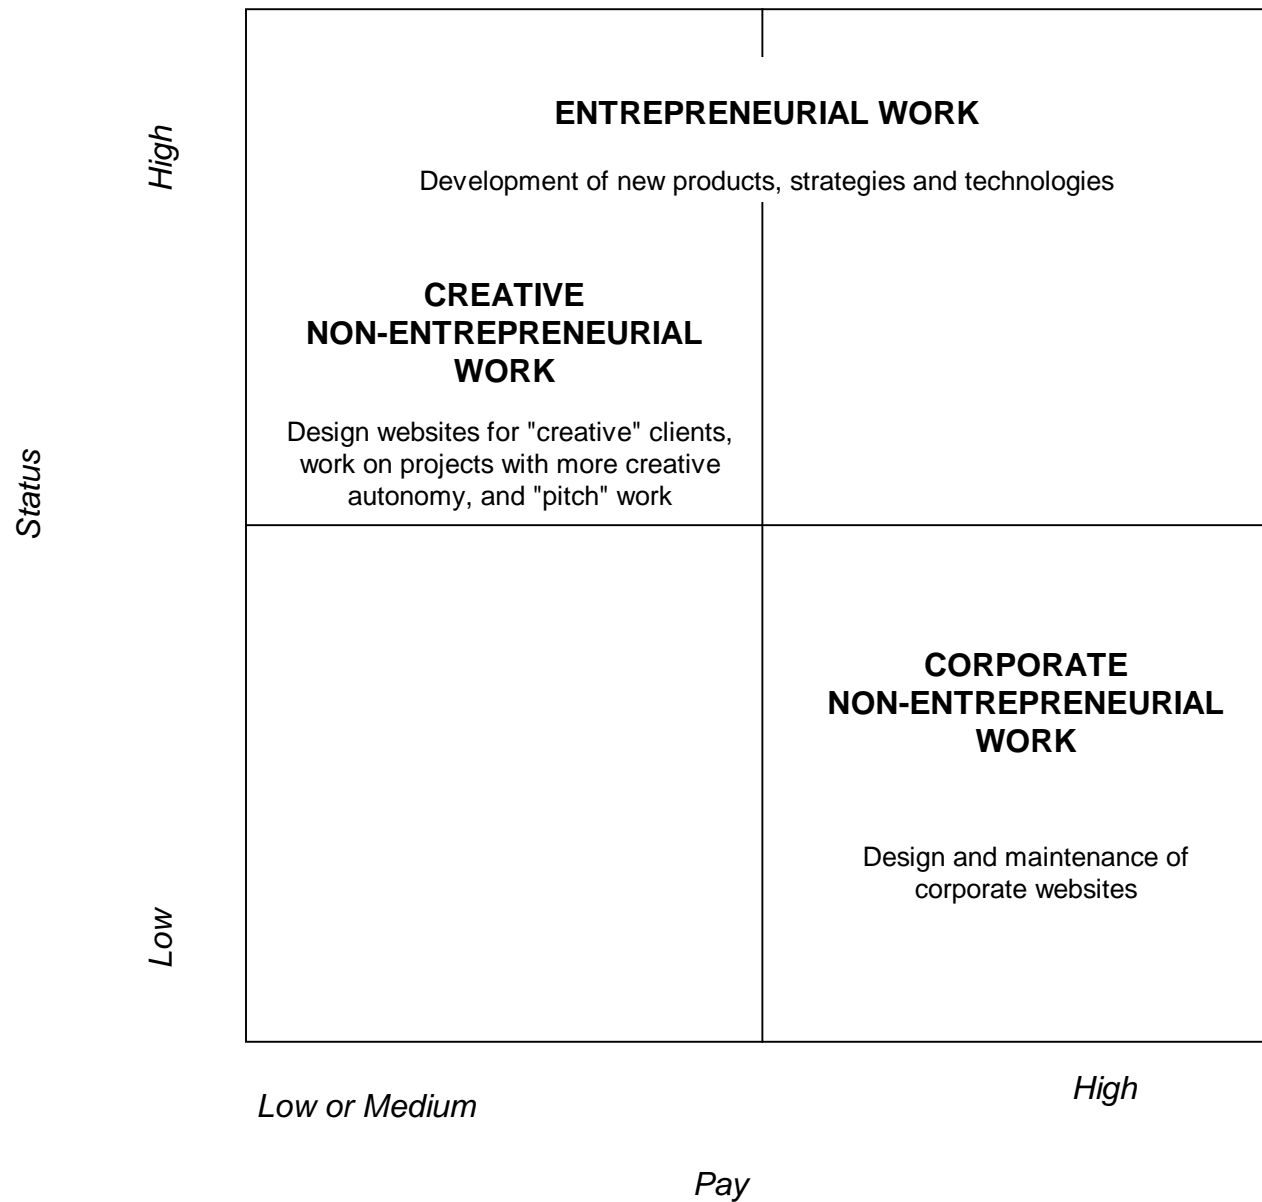 ENTREPRENEURIAL WORK
Development of new products, strategies and technologies
High
CREATIVE
NON-ENTREPRENEURIAL
WORK
Design websites for "creative" clients,
work on projects with more creative
autonomy, and "pitch" work
Status
CORPORATE
NON-ENTREPRENEURIAL
WORK
Design and maintenance of
corporate websites
Low
Low or Medium
High
Pay